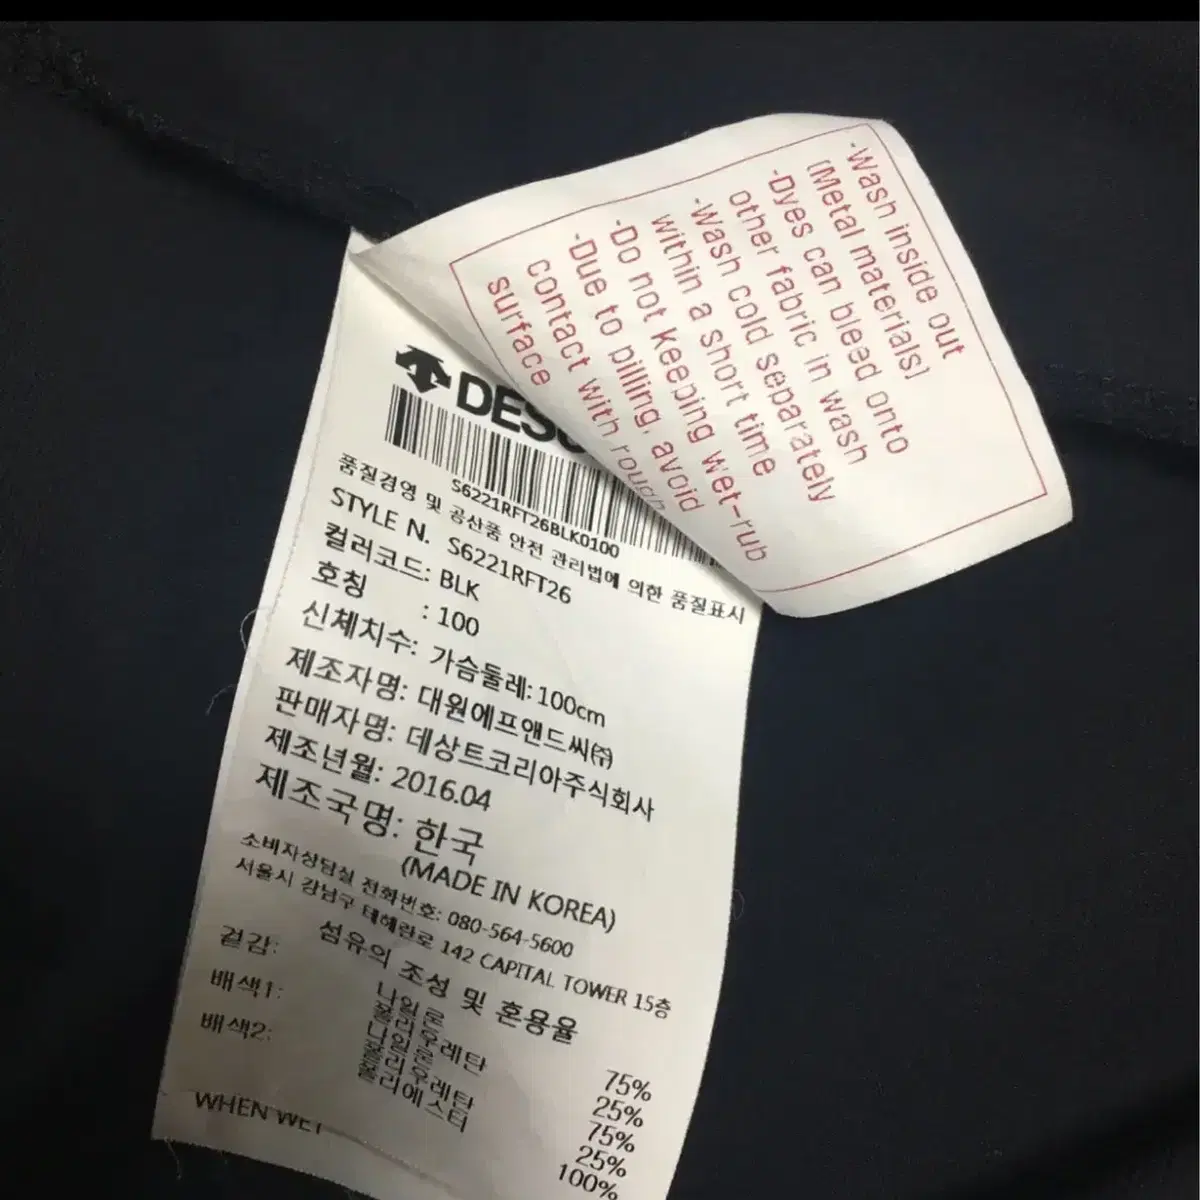 -Wash inside out
(Metal materials)
-Dyes can bleed onto
other fabric in wash
-Wash cold separately
within a short time
-Do not keeping wet-rub
-Due to pilling, avoid
contact with rough
surface
S6221RFT26BLK0100
품질경영 및 공산품 안전 관리법에 의한 품질표시
STYLE N. S6221RFT26
컬러코드: BLK
호칭 : 100
신체치수: 가슴둘레: 100cm
제조자명: 대원에프앤드씨㈜
판매자명: 데상트코리아주식회사
제조년월: 2016.04
제조국명: 한국
(MADE IN KOREA)
소비자상담실 전화번호: 080-564-5600
서울시 강남구 테헤란로 142 CAPITAL TOWER 15층
섬유의 조성 및 혼용율
겉감: 나일론 75%
폴리우레탄 25%
배색1: 나일론 75%
폴리우레탄 25%
배색2: 폴리에스터 100%
WHEN WET